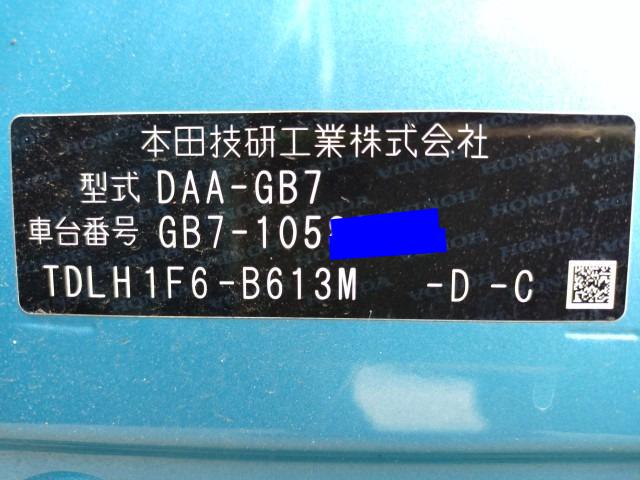 本田技研工業株式会社
型式 DAA-GB7
車台番号 GB7-105
TDLH1F6-B613M -D-C